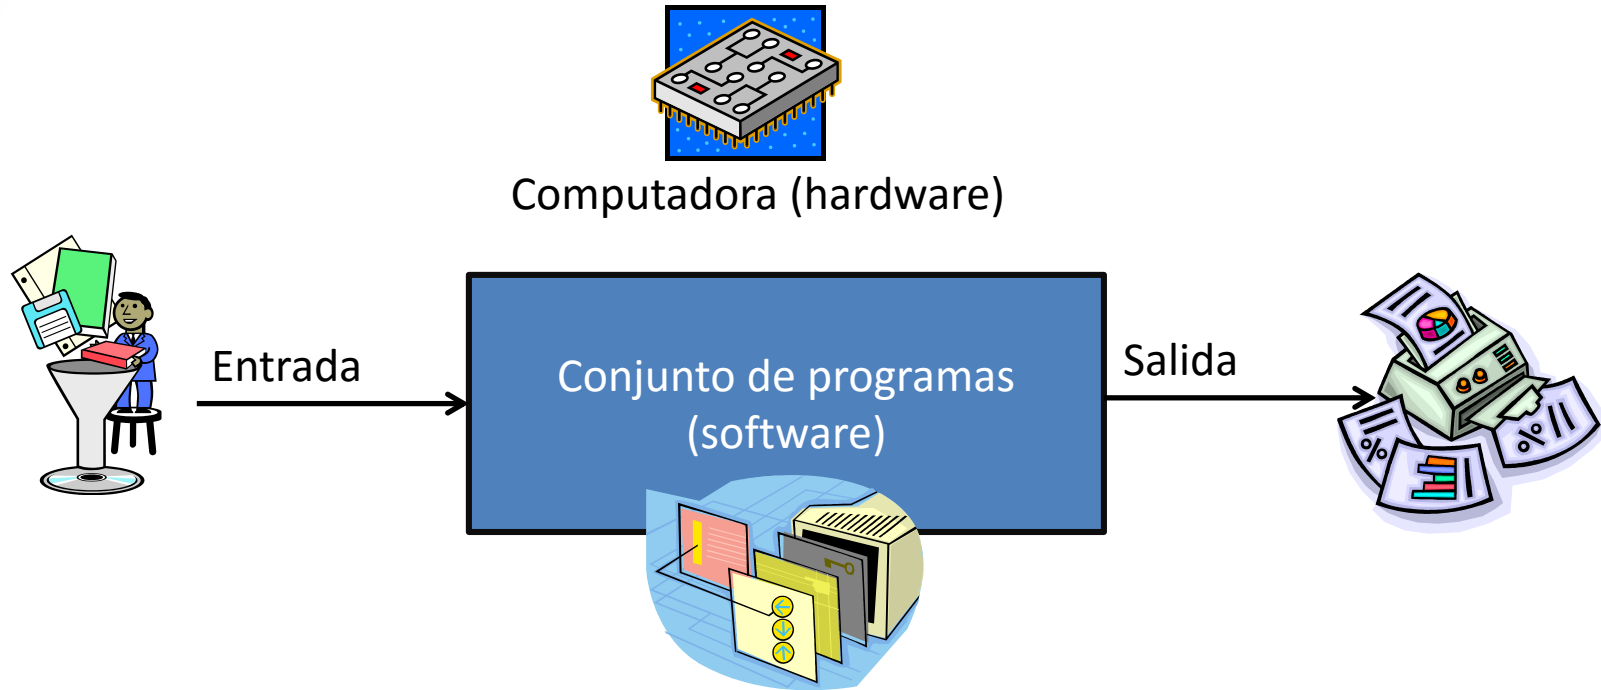 Computadora (hardware)
Entrada
Conjunto de programas
(software)
Salida
%
%